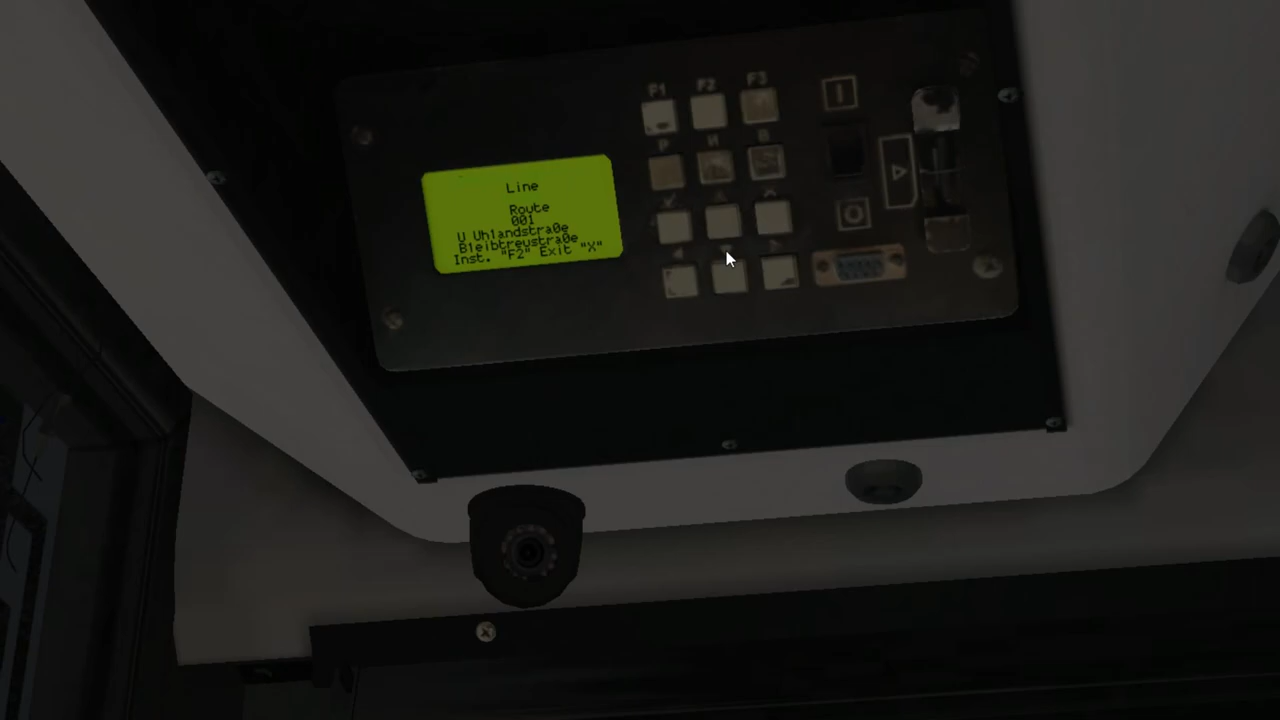 Line
Route
001
U Uhlandstraße
Bleibtreustraße
Inst. "F2" Exit "X"
F1 F2 F3
Р И В